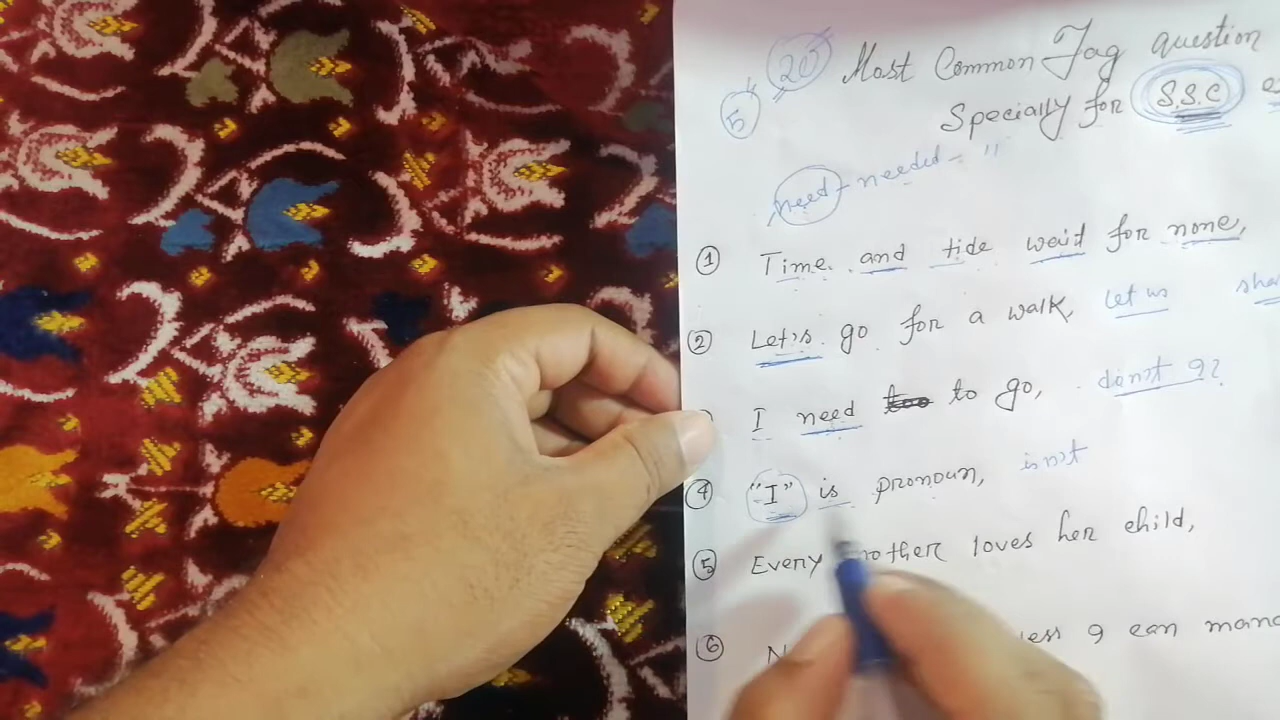 5 20 Most Common Tag question
Specially for S.S.C
need - needed - "
① Time and tide wait for none,
② Let's go for a walk, let us
I need to go, don't I?
④ "I" is pronoun, isn't
⑤ Every mother loves her child,
⑥ I can